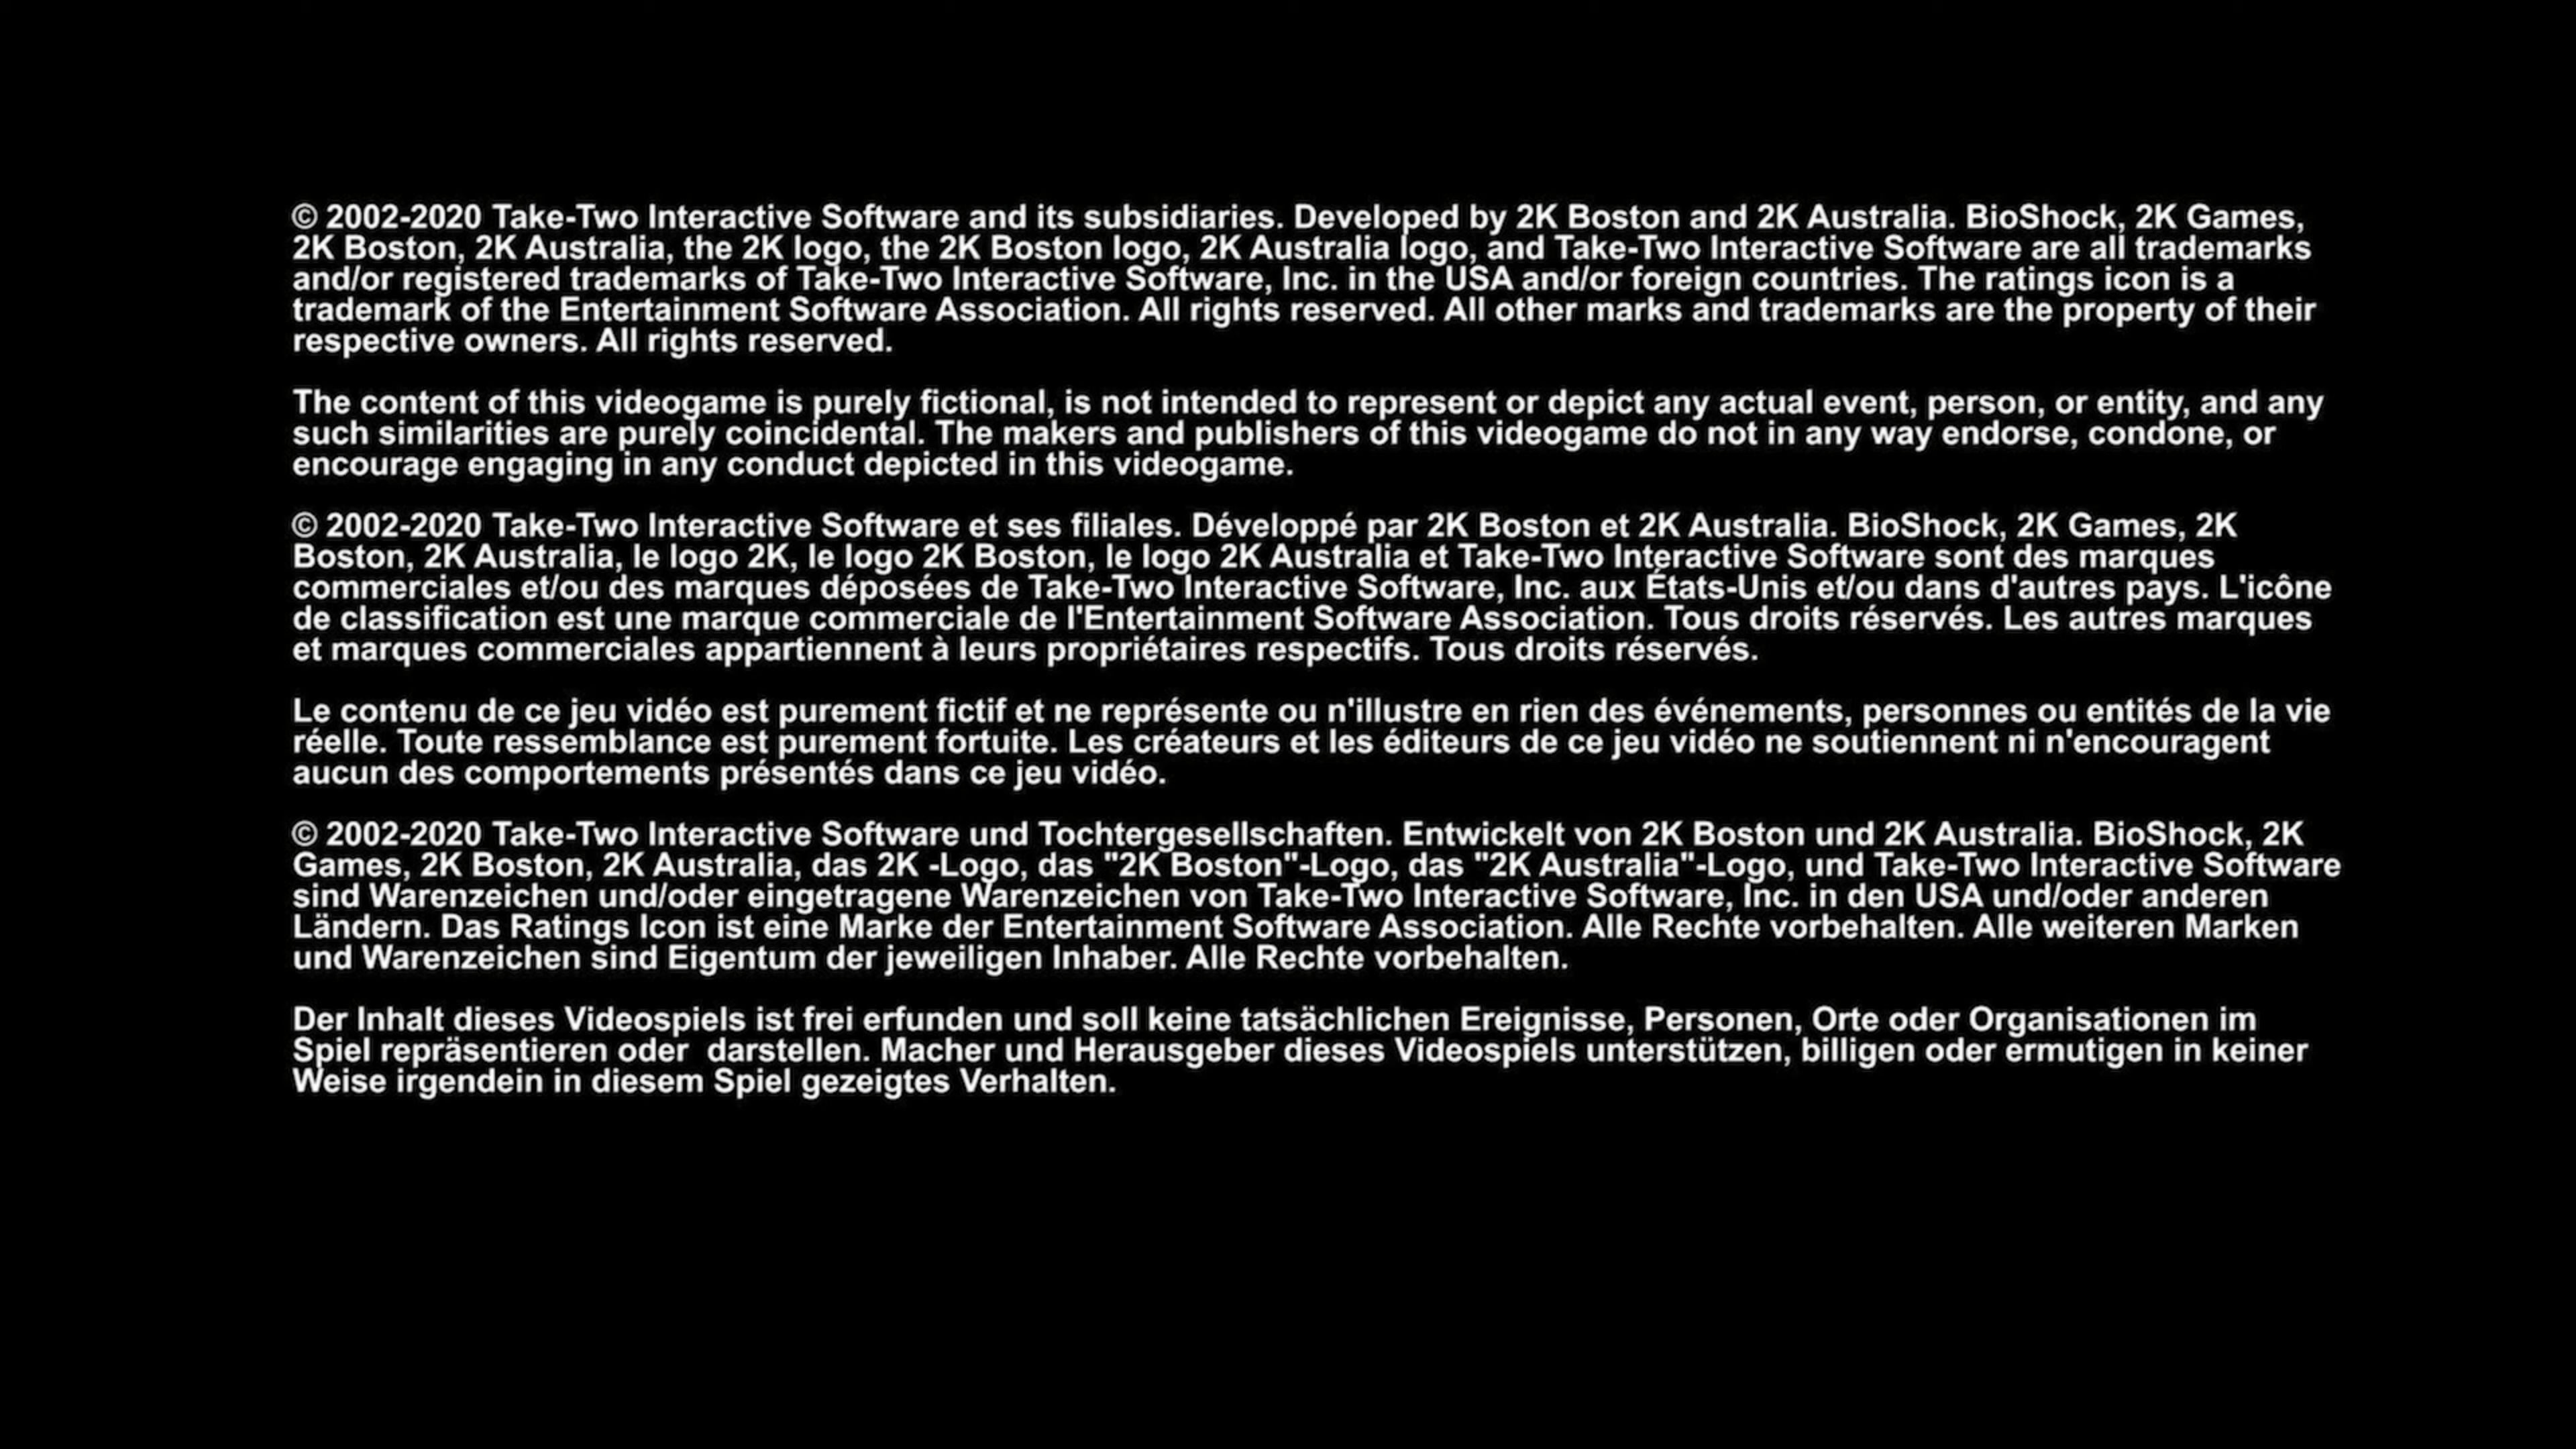 © 2002-2020 Take-Two Interactive Software and its subsidiaries. Developed by 2K Boston and 2K Australia. BioShock, 2K Games,
2K Boston, 2K Australia, the 2K logo, the 2K Boston logo, 2K Australia logo, and Take-Two Interactive Software are all trademarks
and/or registered trademarks of Take-Two Interactive Software, Inc. in the USA and/or foreign countries. The ratings icon is a
trademark of the Entertainment Software Association. All rights reserved. All other marks and trademarks are the property of their
respective owners. All rights reserved.
The content of this videogame is purely fictional, is not intended to represent or depict any actual event, person, or entity, and any
such similarities are purely coincidental. The makers and publishers of this videogame do not in any way endorse, condone, or
encourage engaging in any conduct depicted in this videogame.
© 2002-2020 Take-Two Interactive Software et ses filiales. Développé par 2K Boston et 2K Australia. BioShock, 2K Games, 2K
Boston, 2K Australia, le logo 2K, le logo 2K Boston, le logo 2K Australia et Take-Two Interactive Software sont des marques
commerciales et/ou des marques déposées de Take-Two Interactive Software, Inc. aux États-Unis et/ou dans d'autres pays. L'icône
de classification est une marque commerciale de l'Entertainment Software Association. Tous droits réservés. Les autres marques
et marques commerciales appartiennent à leurs propriétaires respectifs. Tous droits réservés.
Le contenu de ce jeu vidéo est purement fictif et ne représente ou n'illustre en rien des événements, personnes ou entités de la vie
réelle. Toute ressemblance est purement fortuite. Les créateurs et les éditeurs de ce jeu vidéo ne soutiennent ni n'encouragent
aucun des comportements présentés dans ce jeu vidéo.
© 2002-2020 Take-Two Interactive Software und Tochtergesellschaften. Entwickelt von 2K Boston und 2K Australia. BioShock, 2K
Games, 2K Boston, 2K Australia, das 2K -Logo, das "2K Boston"-Logo, das "2K Australia"-Logo, und Take-Two Interactive Software
sind Warenzeichen und/oder eingetragene Warenzeichen von Take-Two Interactive Software, Inc. in den USA und/oder anderen
Ländern. Das Ratings Icon ist eine Marke der Entertainment Software Association. Alle Rechte vorbehalten. Alle weiteren Marken
und Warenzeichen sind Eigentum der jeweiligen Inhaber. Alle Rechte vorbehalten.
Der Inhalt dieses Videospiels ist frei erfunden und soll keine tatsächlichen Ereignisse, Personen, Orte oder Organisationen im
Spiel repräsentieren oder  darstellen. Macher und Herausgeber dieses Videospiels unterstützen, billigen oder ermutigen in keiner
Weise irgendein in diesem Spiel gezeigtes Verhalten.